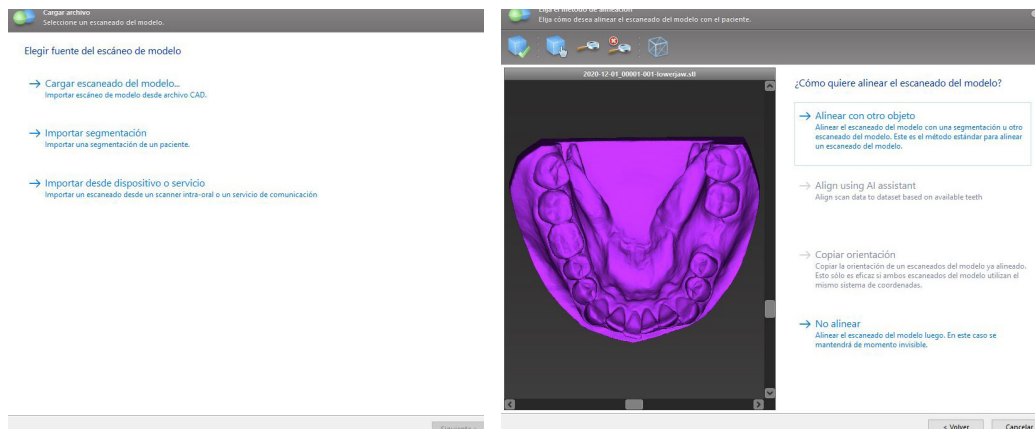 Cargar archivo
Seleccione un escaneado del modelo.
Elegir fuente del escáneo de modelo
Cargar escaneado del modelo...
Importar escáneo de modelo desde archivo CAD.
Importar segmentación
Importar una segmentación de un paciente.
Importar desde dispositivo o servicio
Importar un escaneado desde un scanner intra-oral o un servicio de comunicación
Siguiente >
Elija el método de alineación
Elija cómo desea alinear el escaneado del modelo con el paciente.
2020-12-01_00001-001-lowerjaw.stl
¿Cómo quiere alinear el escaneado del modelo?
Alinear con otro objeto
Alinear el escaneado del modelo con una segmentación u otro
escaneado del modelo. Este es el método estándar para alinear
un escaneado del modelo.
Align using AI assistant
Align scan data to dataset based on available teeth
Copiar orientación
Copiar la orientación de un escaneados del modelo ya alineado.
Esto sólo es eficaz si ambos escaneados del modelo utilizan el
mismo sistema de coordenadas.
No alinear
Alinear el escaneado del modelo luego. En este caso se
mantendrá de momento invisible.
< Volver
Cancelar